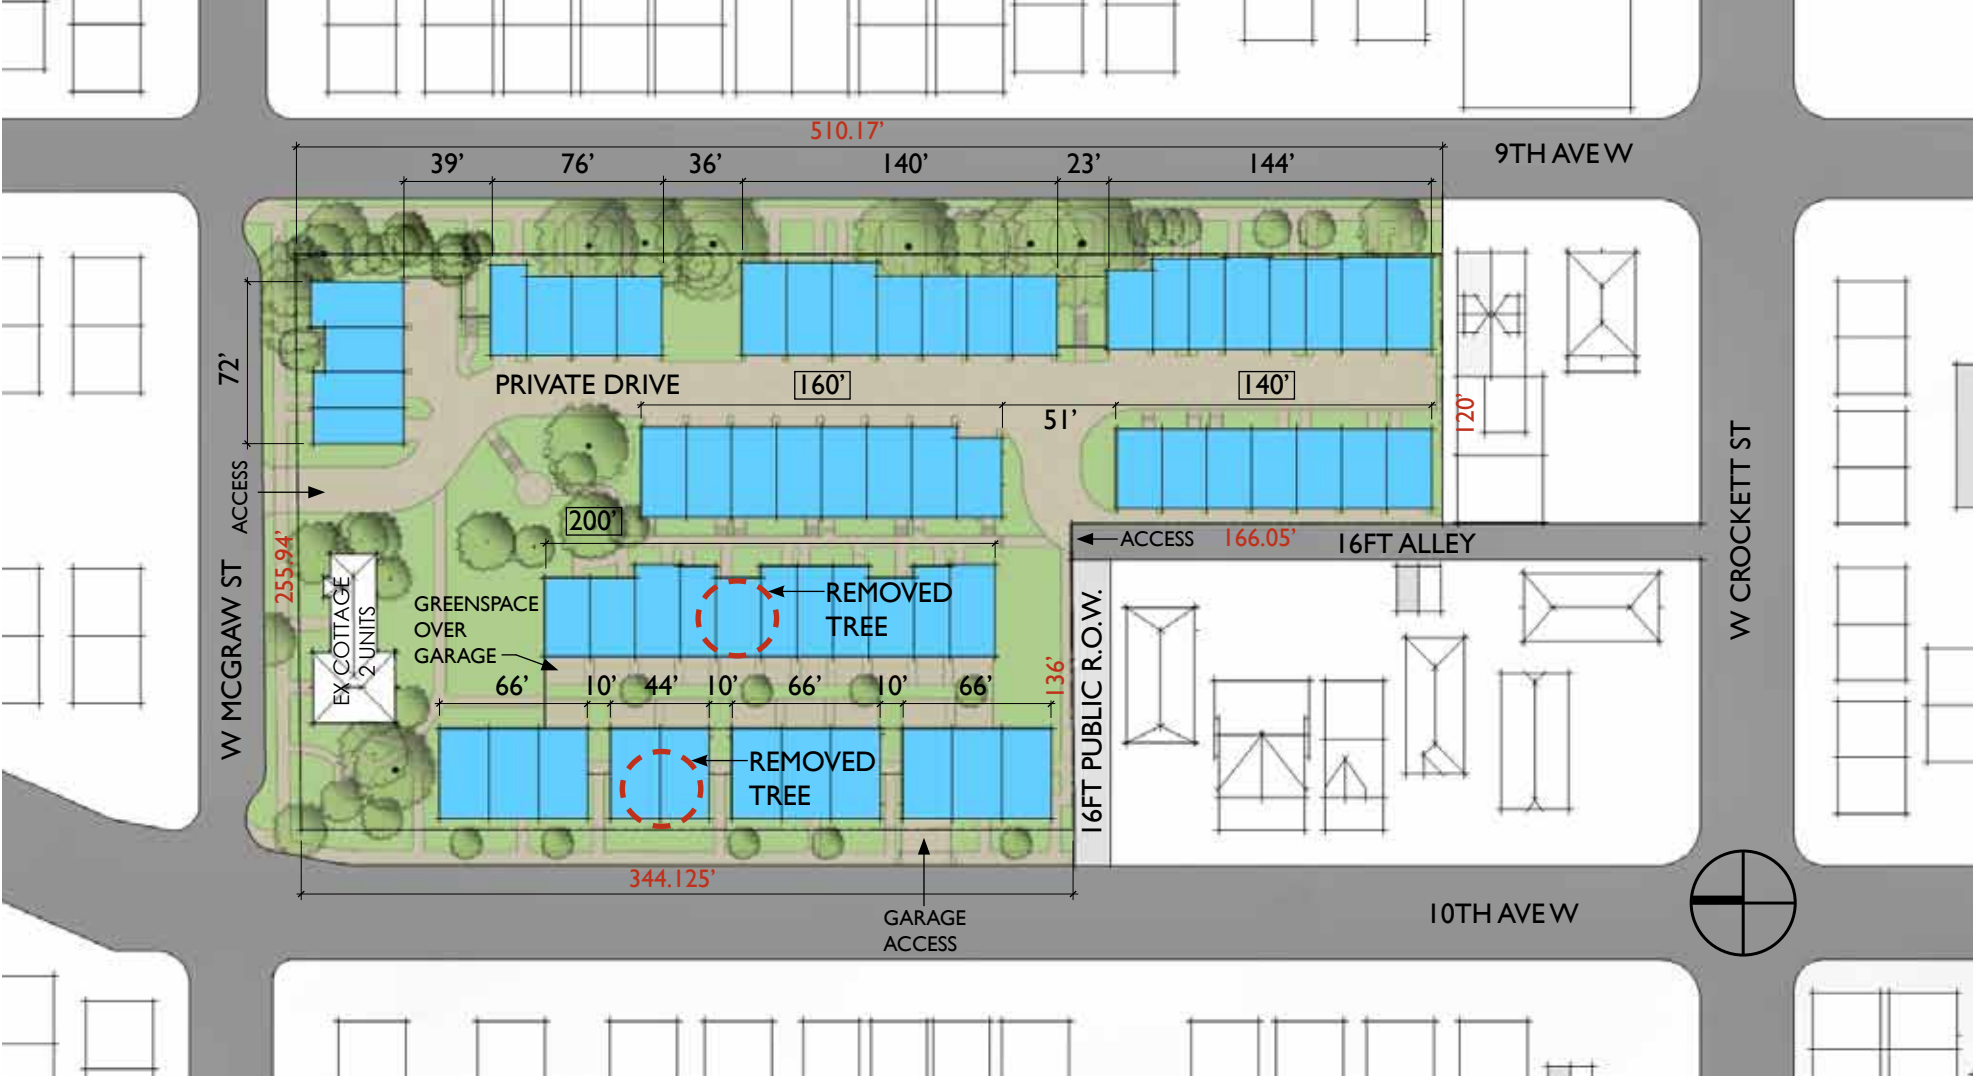 510.17'
39'
76'
36'
140'
23'
144'
9TH AVE W
72'
PRIVATE DRIVE
160'
140'
51'
120'
ACCESS
200'
ACCESS
166.05'
16FT ALLEY
W CROCKETT ST
255.94'
W MCGRAW ST
EX COTTAGE
2 UNITS
GREENSPACE
OVER
GARAGE
REMOVED
TREE
16FT PUBLIC R.O.W.
136'
66'
10'
44'
10'
66'
10'
66'
REMOVED
TREE
344.125'
GARAGE
ACCESS
10TH AVE W